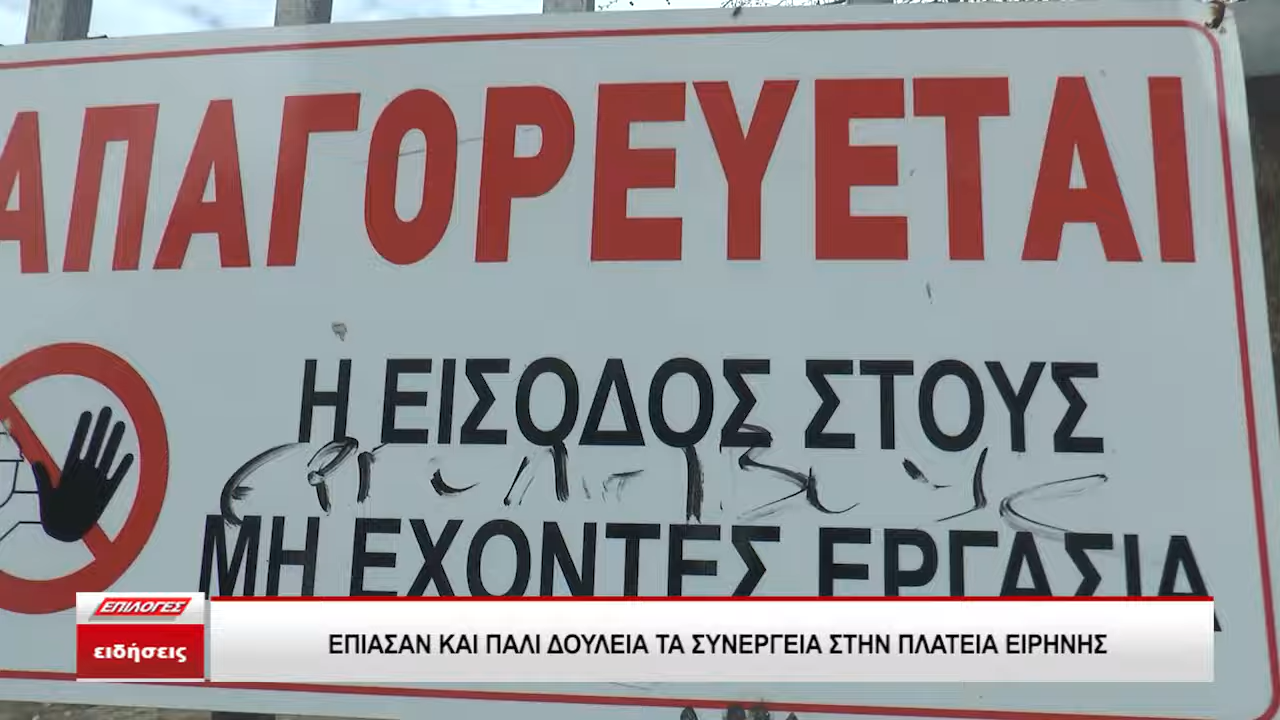 ΑΠΑΓΟΡΕΥΕΤΑΙ
Η ΕΙΣΟΔΟΣ ΣΤΟΥΣ
ΜΗ ΕΧΟΝΤΕΣ ΕΡΓΑΣΙΑ
ΕΠΙΛΟΓΕΣ
ειδήσεις
ΕΠΙΑΣΑΝ ΚΑΙ ΠΑΛΙ ΔΟΥΛΕΙΑ ΤΑ ΣΥΝΕΡΓΕΙΑ ΣΤΗΝ ΠΛΑΤΕΙΑ ΕΙΡΗΝΗΣ